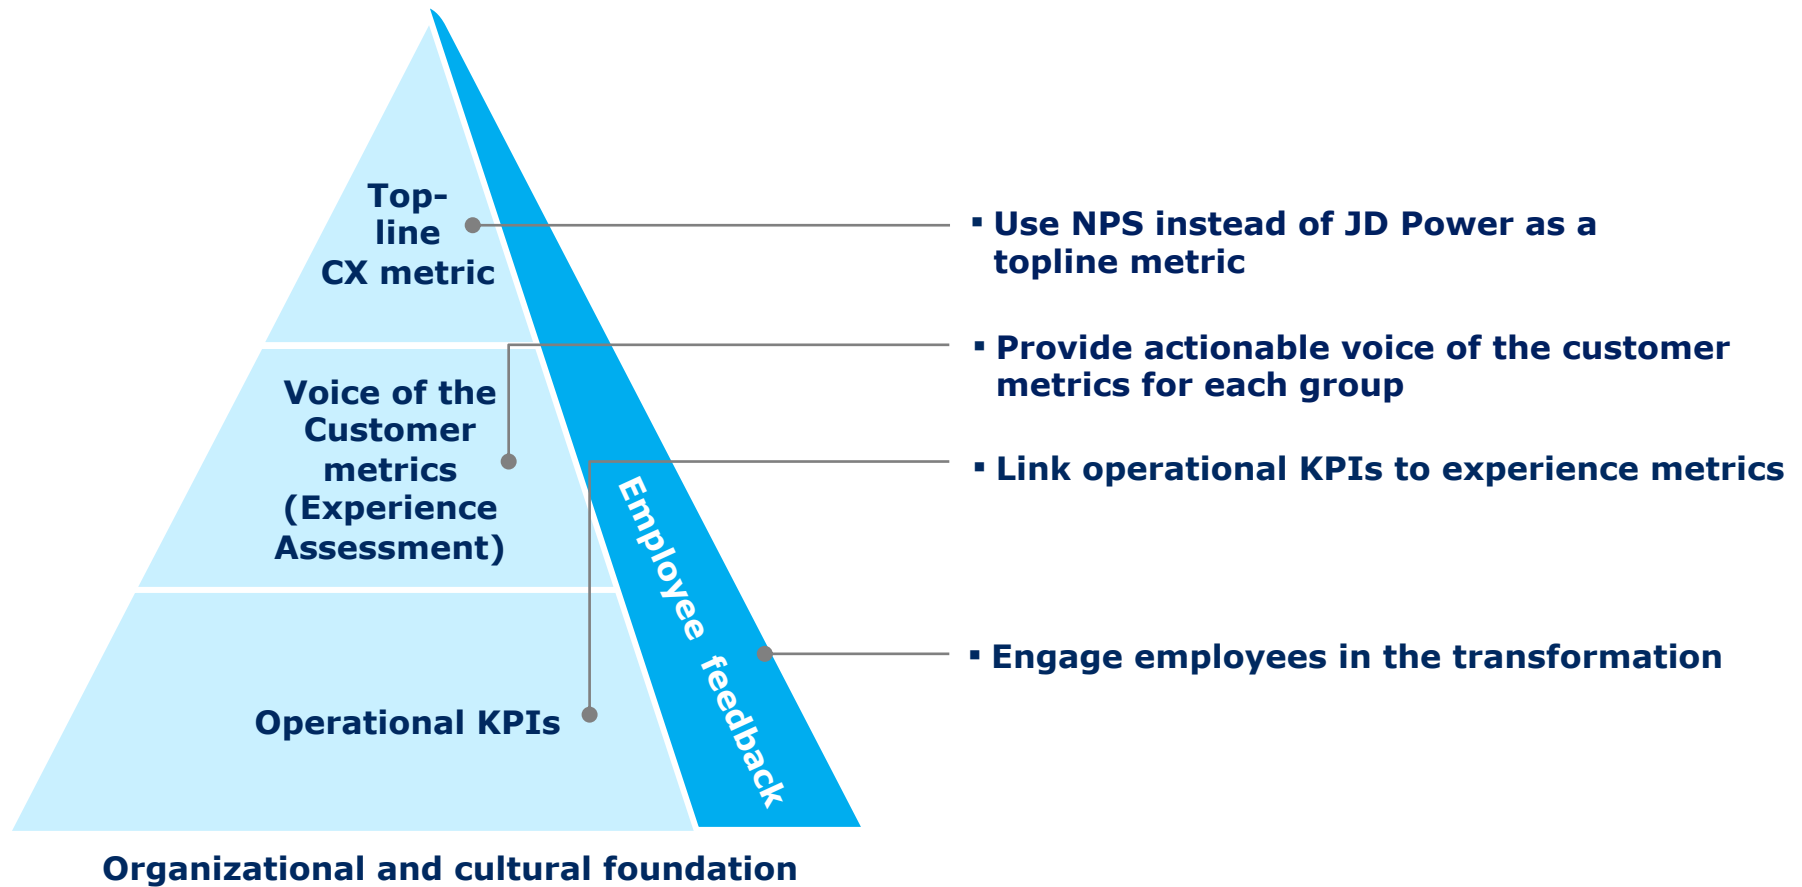 Top-
line
CX metric
Voice of the
Customer
metrics
(Experience
Assessment)
Operational KPIs
Employee feedback
▪ Use NPS instead of JD Power as a
topline metric
▪ Provide actionable voice of the customer
metrics for each group
▪ Link operational KPIs to experience metrics
▪ Engage employees in the transformation
Organizational and cultural foundation